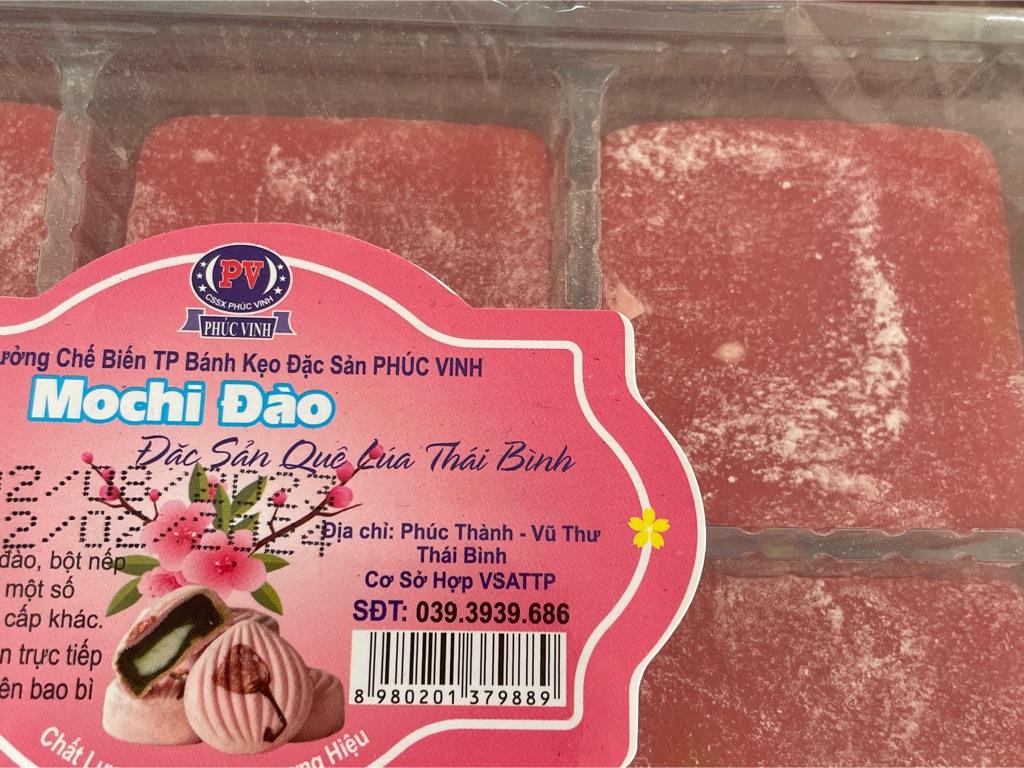 PV
CSSX PHÚC VINH
PHÚC VINH
ưởng Chế Biến TP Bánh Kẹo Đặc Sản PHÚC VINH
Mochi Đào
Đặc Sản Quê Lúa Thái Bình
Địa chỉ: Phúc Thành - Vũ Thư
Thái Bình
Cơ Sở Hợp VSATTP
SĐT: 039.3939.686
đào, bột nếp
một số
cấp khác.
n trực tiếp
ên bao bì
8 980201 379889
Chất Lư
ng Hiệu